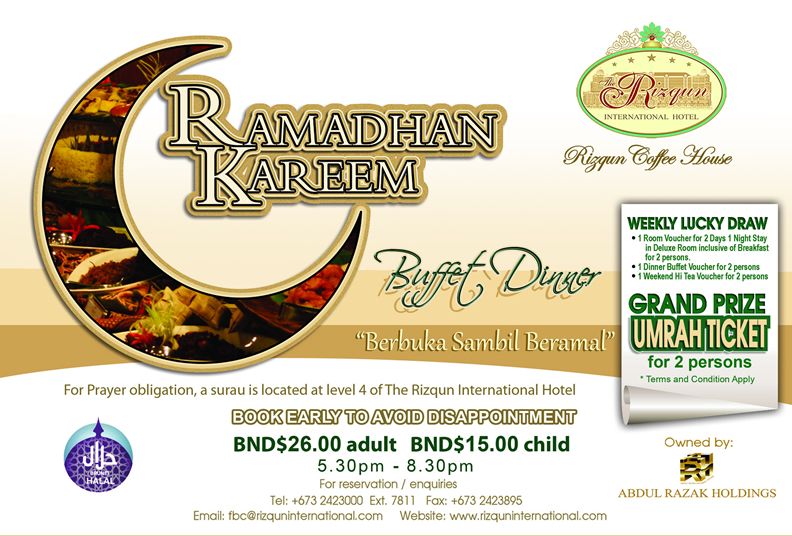 RAMADHAN
KAREEM
The Rizqun
INTERNATIONAL HOTEL
Rizqun Coffee House
Buffet Dinner
“Berbuka Sambil Beramal”
WEEKLY LUCKY DRAW
• 1 Room Voucher for 2 Days 1 Night Stay
in Deluxe Room inclusive of Breakfast
for 2 persons.
• 1 Dinner Buffet Voucher for 2 persons
• 1 Weekend Hi Tea Voucher for 2 persons
GRAND PRIZE
UMRAH TICKET
for 2 persons
* Terms and Condition Apply
For Prayer obligation, a surau is located at level 4 of The Rizqun International Hotel
BOOK EARLY TO AVOID DISAPPOINTMENT
BND$26.00 adult BND$15.00 child
5.30pm - 8.30pm
For reservation / enquiries
Tel: +673 2423000 Ext. 7811 Fax: +673 2423895
Email: fbc@rizquninternational.com Website: www.rizquninternational.com
حلال
BRUNEI
HALAL
Owned by:
ABDUL RAZAK HOLDINGS